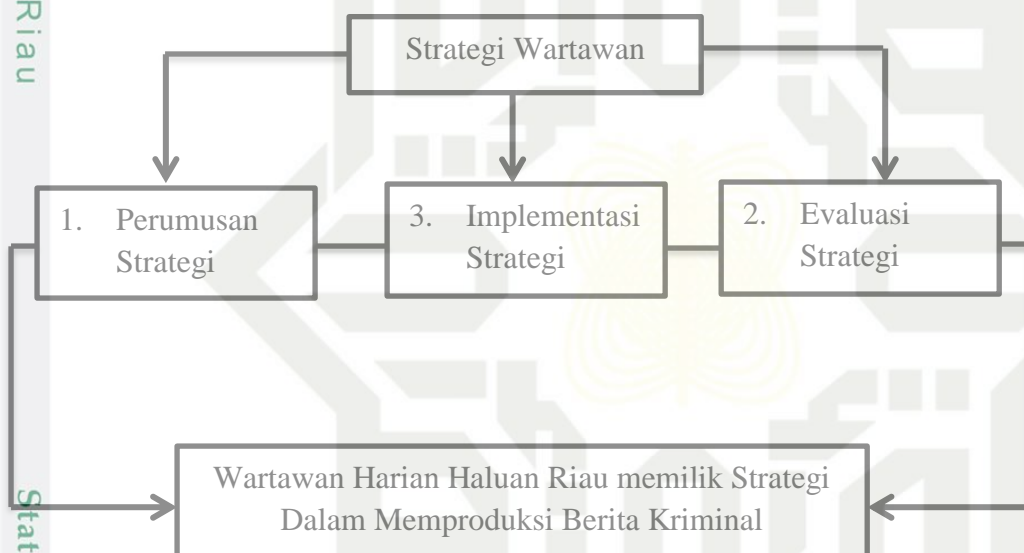 Riau
Strategi Wartawan
1. Perumusan
Strategi
3. Implementasi
Strategi
2. Evaluasi
Strategi
Wartawan Harian Haluan Riau memilik Strategi
Dalam Memproduksi Berita Kriminal
Stat